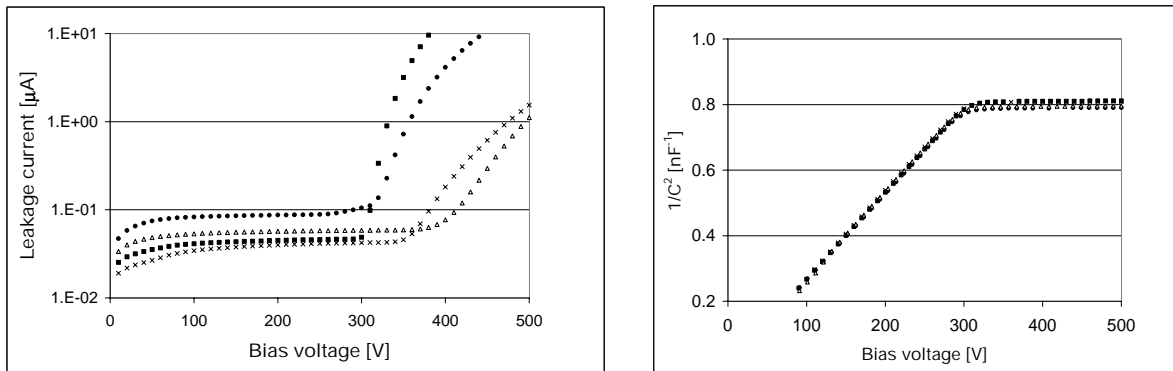 1.E+01
1.E+00
1.E-01
1.E-02
Leakage current [μA]
0 100 200 300 400 500
Bias voltage [V]
1.0
0.8
0.6
0.4
0.2
1/C² [nF⁻¹]
0 100 200 300 400 500
Bias voltage [V]